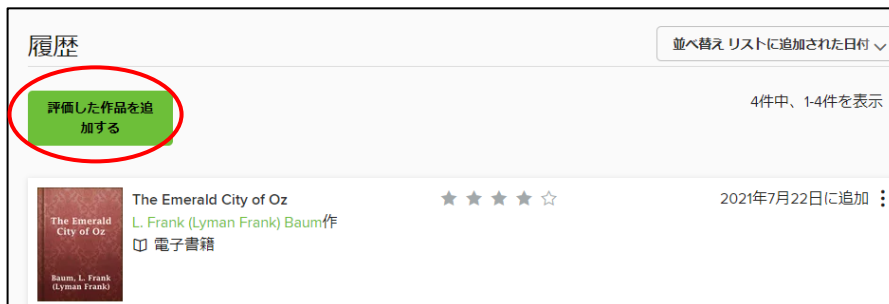 履歴
並べ替え リストに追加された日付
評価した作品を追
加する
4件中、1-4件を表示
The Emerald
City of Oz
Baum, L. Frank
(Lyman Frank)
The Emerald City of Oz
L. Frank (Lyman Frank) Baum作
電子書籍
2021年7月22日に追加